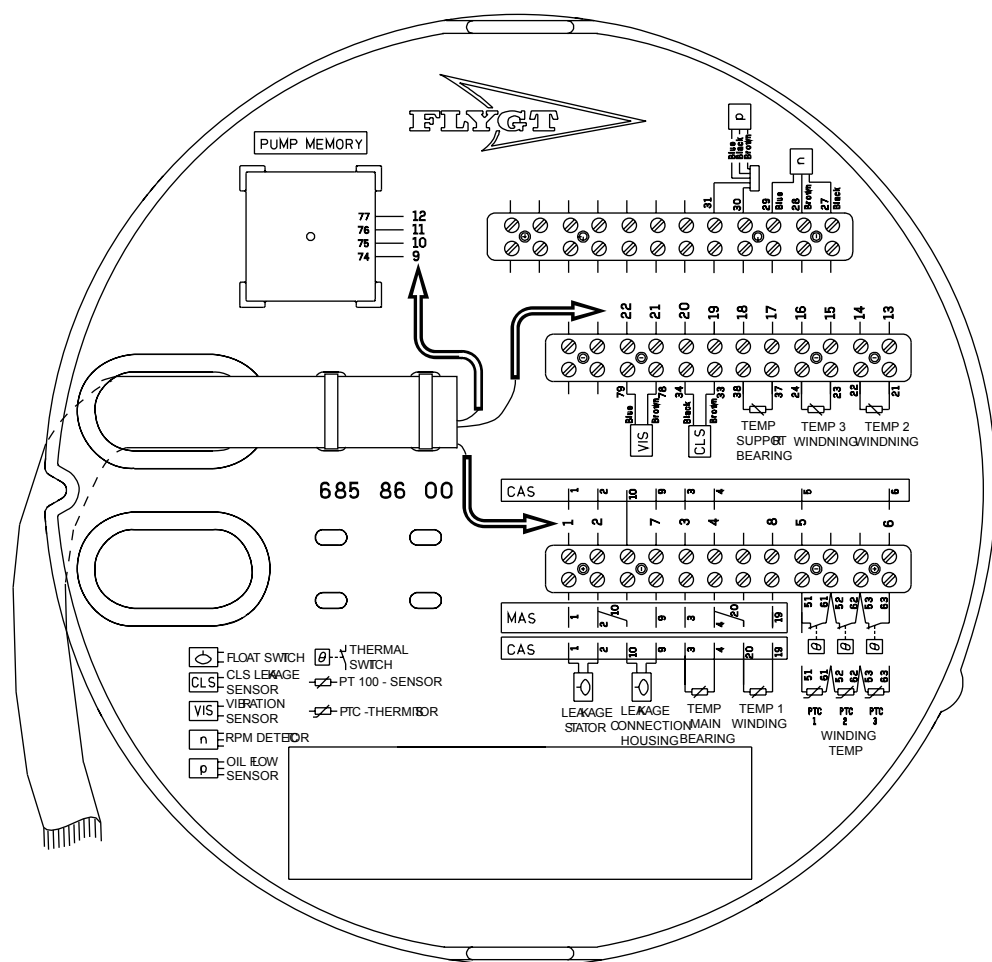 FLYGT
PUMP MEMORY
77 12
76 11
75 10
74 9
p
Blue
Black
Brown
n
31 30 29 Blue 28 Brown 27 Black
22 21 20 19 18 17 16 15 14 13
79 78 34 33 38 37 24 23 22 21
Blue Brown Black Brown
VIS CLS
TEMP
SUPPORT
BEARING
TEMP 3
WINDNING
TEMP 2
WINDNING
685 86 00
CAS 1 2 10 9 3 4 5 6
1 2 7 3 4 8 5 6
51 61 52 62 53 63
MAS 1 2 10 9 3 4 20 19
θ θ θ
CAS 1 2 10 9 3 4 20 19
51 61 52 62 53 63
PTC
1
PTC
2
PTC
3
LEAKAGE
STATOR
LEAKAGE
CONNECTION
HOUSING
TEMP
MAIN
BEARING
TEMP 1
WINDING
WINDING
TEMP
FLOAT SWITCH
CLS CLS LEAKAGE
SENSOR
VIS VIBRATION
SENSOR
n RPM DETECTOR
p OIL FLOW
SENSOR
θ THERMAL
SWITCH
PT 100 - SENSOR
PTC - THERMISTOR